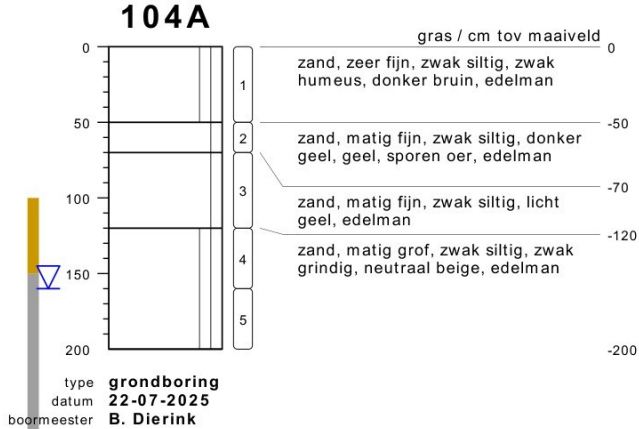 104A
gras / cm tov maaiveld
0
0
zand, zeer fijn, zwak siltig, zwak
humeus, donker bruin, edelman
1
50
-50
2
zand, matig fijn, zwak siltig, donker
geel, geel, sporen oer, edelman
-70
3
100
zand, matig fijn, zwak siltig, licht
geel, edelman
-120
4
zand, matig grof, zwak siltig, zwak
grindig, neutraal beige, edelman
150
5
200
-200
type grondboring
datum 22-07-2025
boormeester B. Dierink